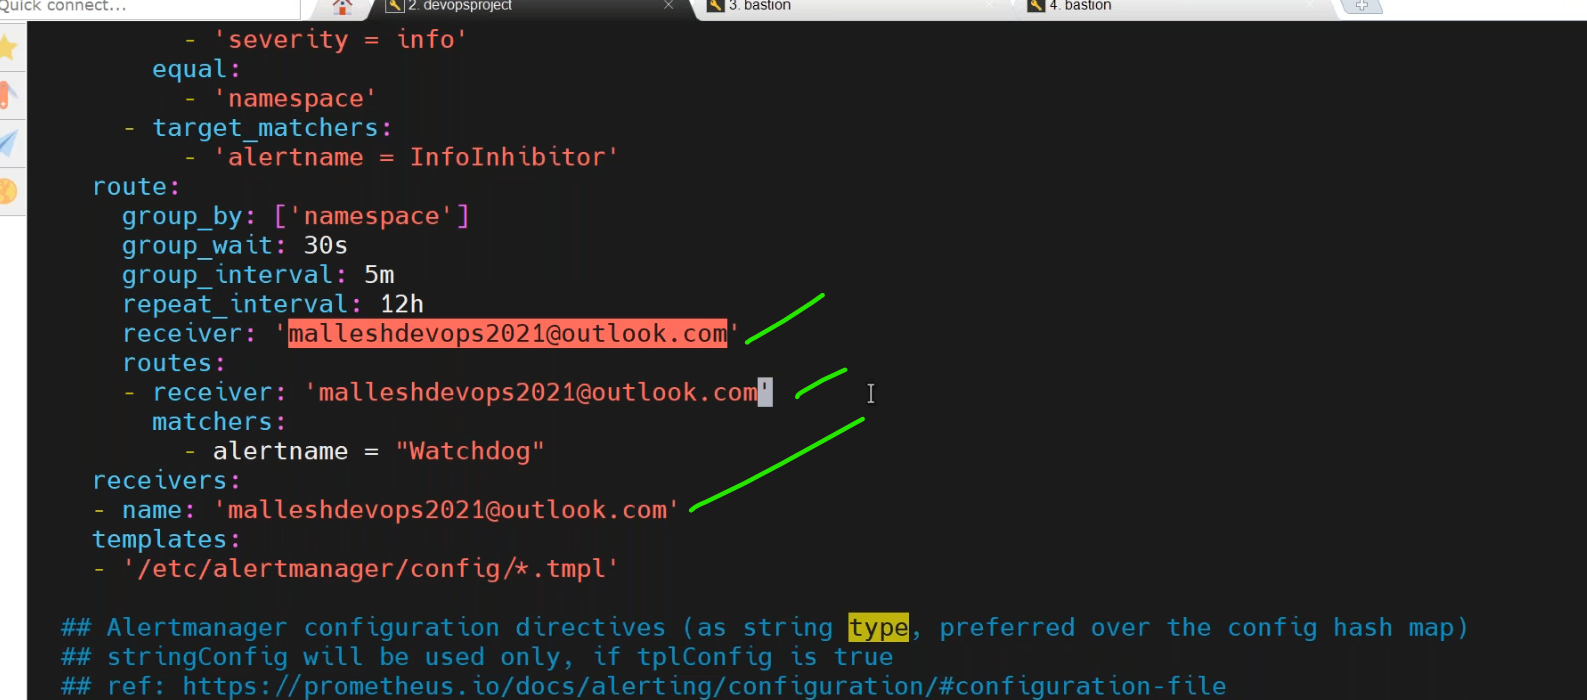 Quick connect...
2. devopsproject
3. bastion
4. bastion
- 'severity = info'
equal:
- 'namespace'
- target_matchers:
- 'alertname = InfoInhibitor'
route:
group_by: ['namespace']
group_wait: 30s
group_interval: 5m
repeat_interval: 12h
receiver: 'malleshdevops2021@outlook.com'
routes:
- receiver: 'malleshdevops2021@outlook.com'
matchers:
- alertname = "Watchdog"
receivers:
- name: 'malleshdevops2021@outlook.com'
templates:
- '/etc/alertmanager/config/*.tmpl'
## Alertmanager configuration directives (as string type, preferred over the config hash map)
## stringConfig will be used only, if tplConfig is true
## ref: https://prometheus.io/docs/alerting/configuration/#configuration-file